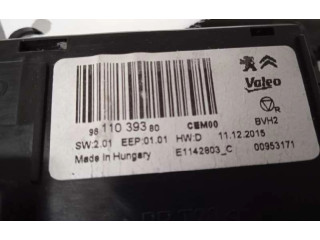 Valeo
R
98 110 393 80 CEM00 BVH2
SW:2.01 EEP:01.01 HW:D 11.12.2015
Made in Hungary E1142803_C 00953171